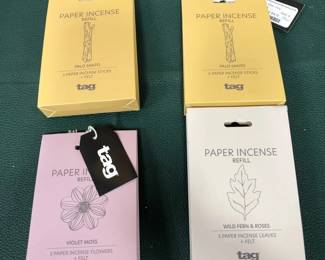 PAPER INCENSE
REFILL
PALO SANTO
5 PAPER INCENSE STICKS
+ FELT
tag
PAPER INCENSE
REFILL
PALO SANTO
5 PAPER INCENSE STICKS
+ FELT
tag
PAPER INCENSE
REFILL
VIOLET MOSS
5 PAPER INCENSE FLOWERS
+ FELT
tag
PAPER INCENSE
REFILL
WILD FERN & ROSES
5 PAPER INCENSE LEAVES
+ FELT
tag